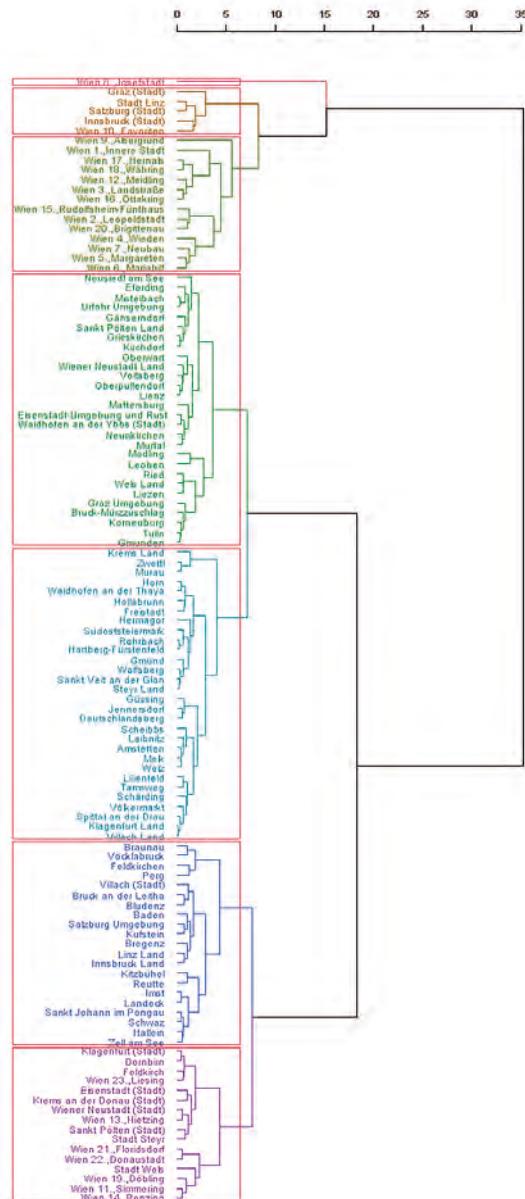 0 5 10 15 20 25 30 35
Wien 8., Josefstadt
Graz (Stadt)
Stadt Linz
Salzburg (Stadt)
Innsbruck (Stadt)
Wien 10., Favoriten
Wien 9., Alsergrund
Wien 1., Innere Stadt
Wien 17., Hernals
Wien 18., Währing
Wien 12., Meidling
Wien 3., Landstraße
Wien 16., Ottakring
Wien 15., Rudolfsheim-Fünfhaus
Wien 2., Leopoldstadt
Wien 20., Brigittenau
Wien 4., Wieden
Wien 7., Neubau
Wien 5., Margareten
Wien 6., Mariahilf
Neusiedl am See
Eferding
Mistelbach
Urfahr Umgebung
Gänserndorf
Sankt Pölten Land
Grieskirchen
Kirchdorf
Oberwart
Wiener Neustadt Land
Voitsberg
Oberpullendorf
Lienz
Mattersburg
Eisenstadt-Umgebung und Rust
Waidhofen an der Ybbs (Stadt)
Neunkirchen
Murtal
Mödling
Leoben
Ried
Wels Land
Liezen
Graz Umgebung
Bruck-Mürzzuschlag
Korneuburg
Tulln
Gmunden
Krems Land
Zwettl
Murau
Horn
Waidhofen an der Thaya
Hollabrunn
Freistadt
Hermagor
Südoststeiermark
Rohrbach
Hartberg-Fürstenfeld
Gmünd
Wolfsberg
Sankt Veit an der Glan
Steyr Land
Güssing
Jennersdorf
Deutschlandsberg
Scheibbs
Leibnitz
Amstetten
Melk
Weiz
Lilienfeld
Tamsweg
Schärding
Völkermarkt
Spittal an der Drau
Klagenfurt Land
Villach Land
Braunau
Vöcklabruck
Feldkirchen
Perg
Villach (Stadt)
Bruck an der Leitha
Bludenz
Baden
Salzburg Umgebung
Kufstein
Bregenz
Linz Land
Innsbruck Land
Kitzbühel
Reutte
Imst
Landeck
Sankt Johann im Pongau
Schwaz
Hallein
Zell am See
Klagenfurt (Stadt)
Dornbirn
Feldkirch
Wien 23., Liesing
Eisenstadt (Stadt)
Krems an der Donau (Stadt)
Wiener Neustadt (Stadt)
Wien 13., Hietzing
Sankt Pölten (Stadt)
Stadt Steyr
Wien 21., Floridsdorf
Wien 22., Donaustadt
Stadt Wels
Wien 19., Döbling
Wien 11., Simmering
Wien 14., Penzing